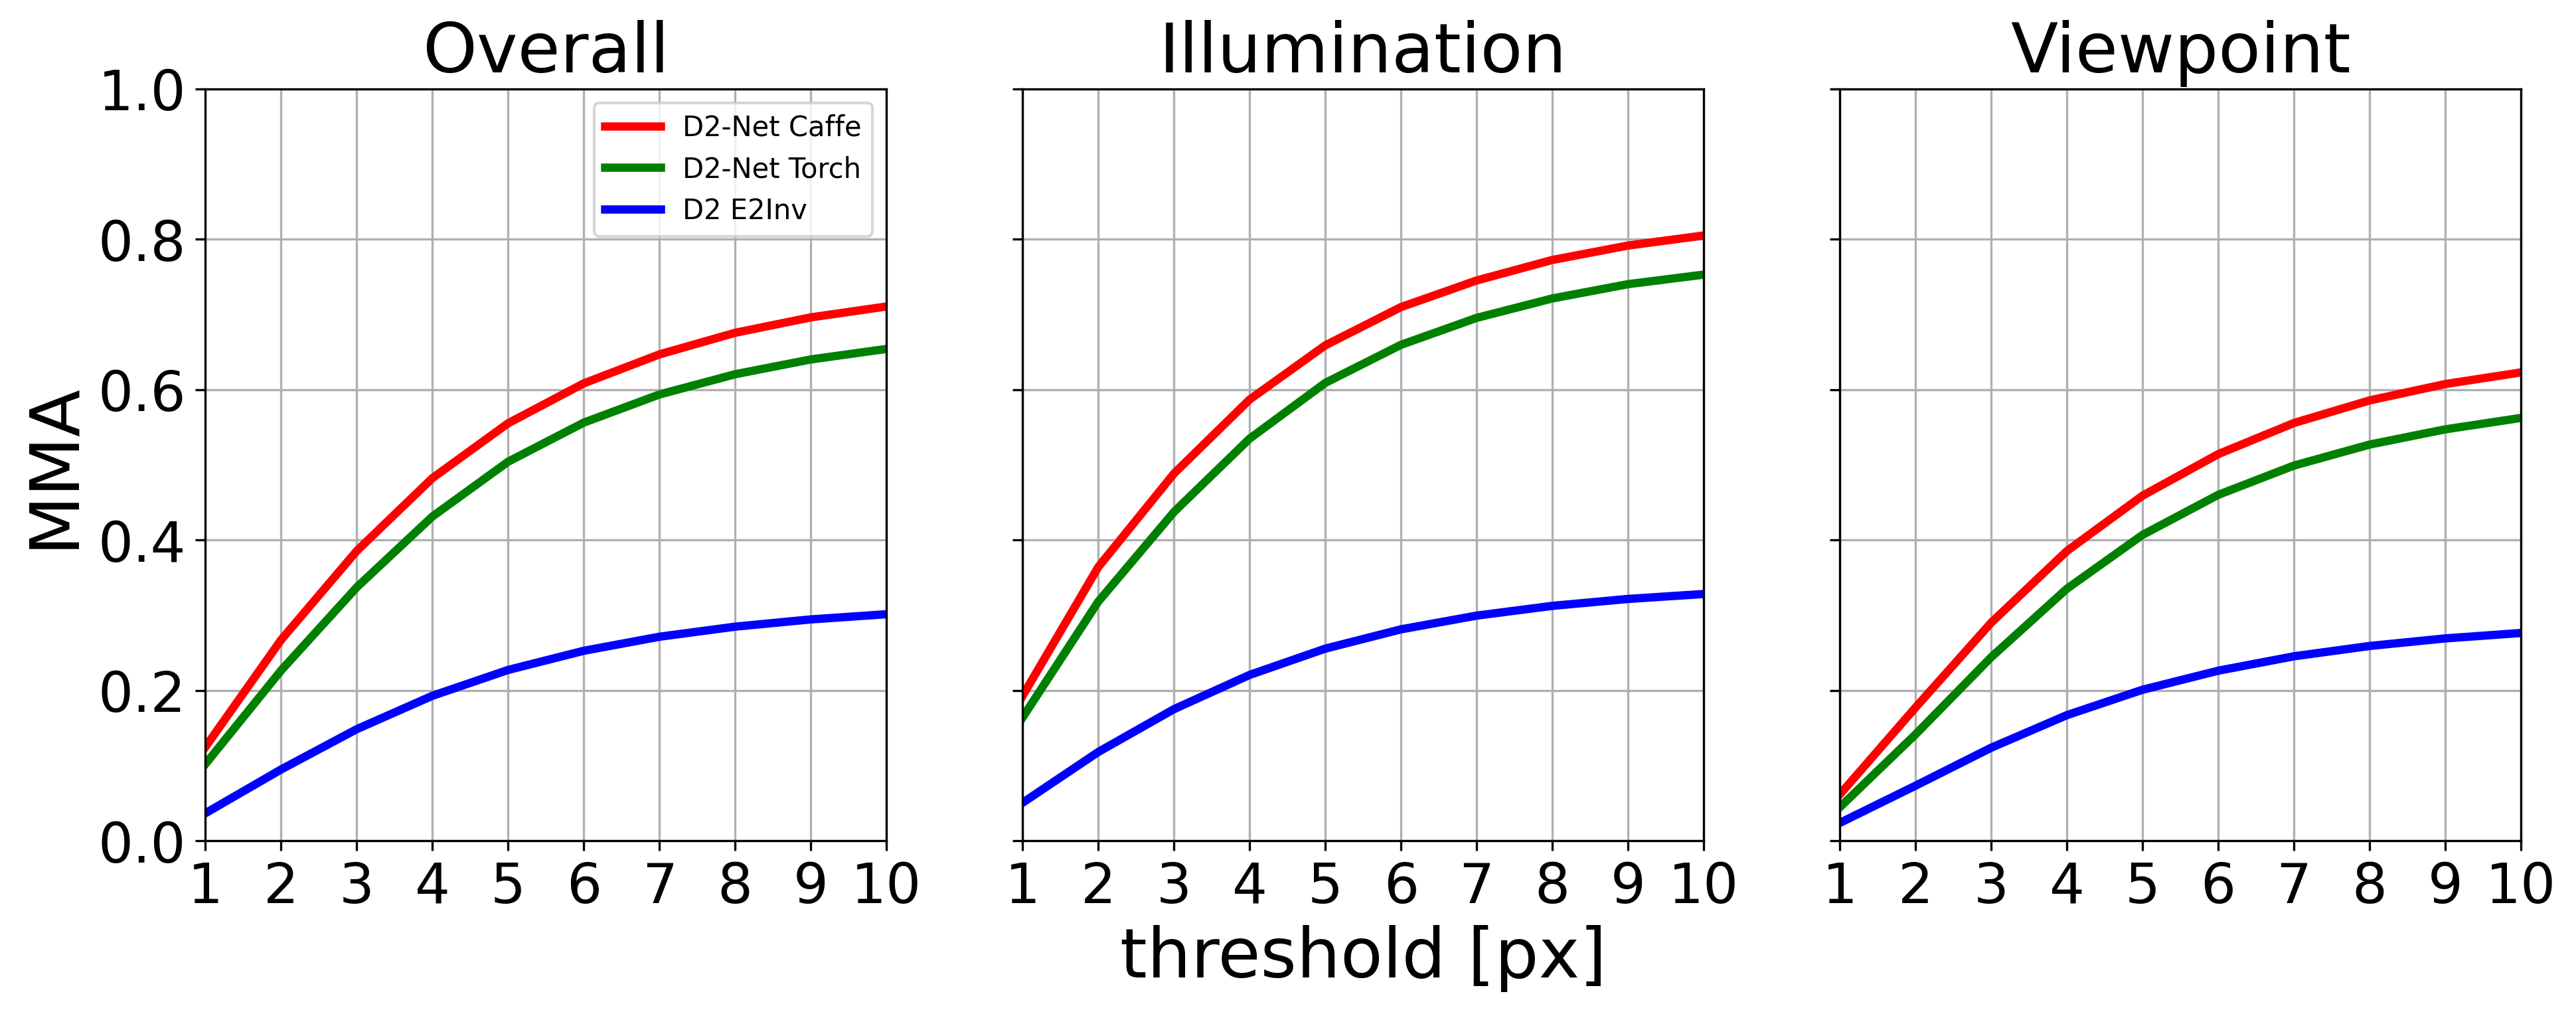 Overall
Illumination
Viewpoint
MMA
1.0
0.8
0.6
0.4
0.2
0.0
D2-Net Caffe
D2-Net Torch
D2 E2Inv
1 2 3 4 5 6 7 8 9 10
1 2 3 4 5 6 7 8 9 10
1 2 3 4 5 6 7 8 9 10
threshold [px]